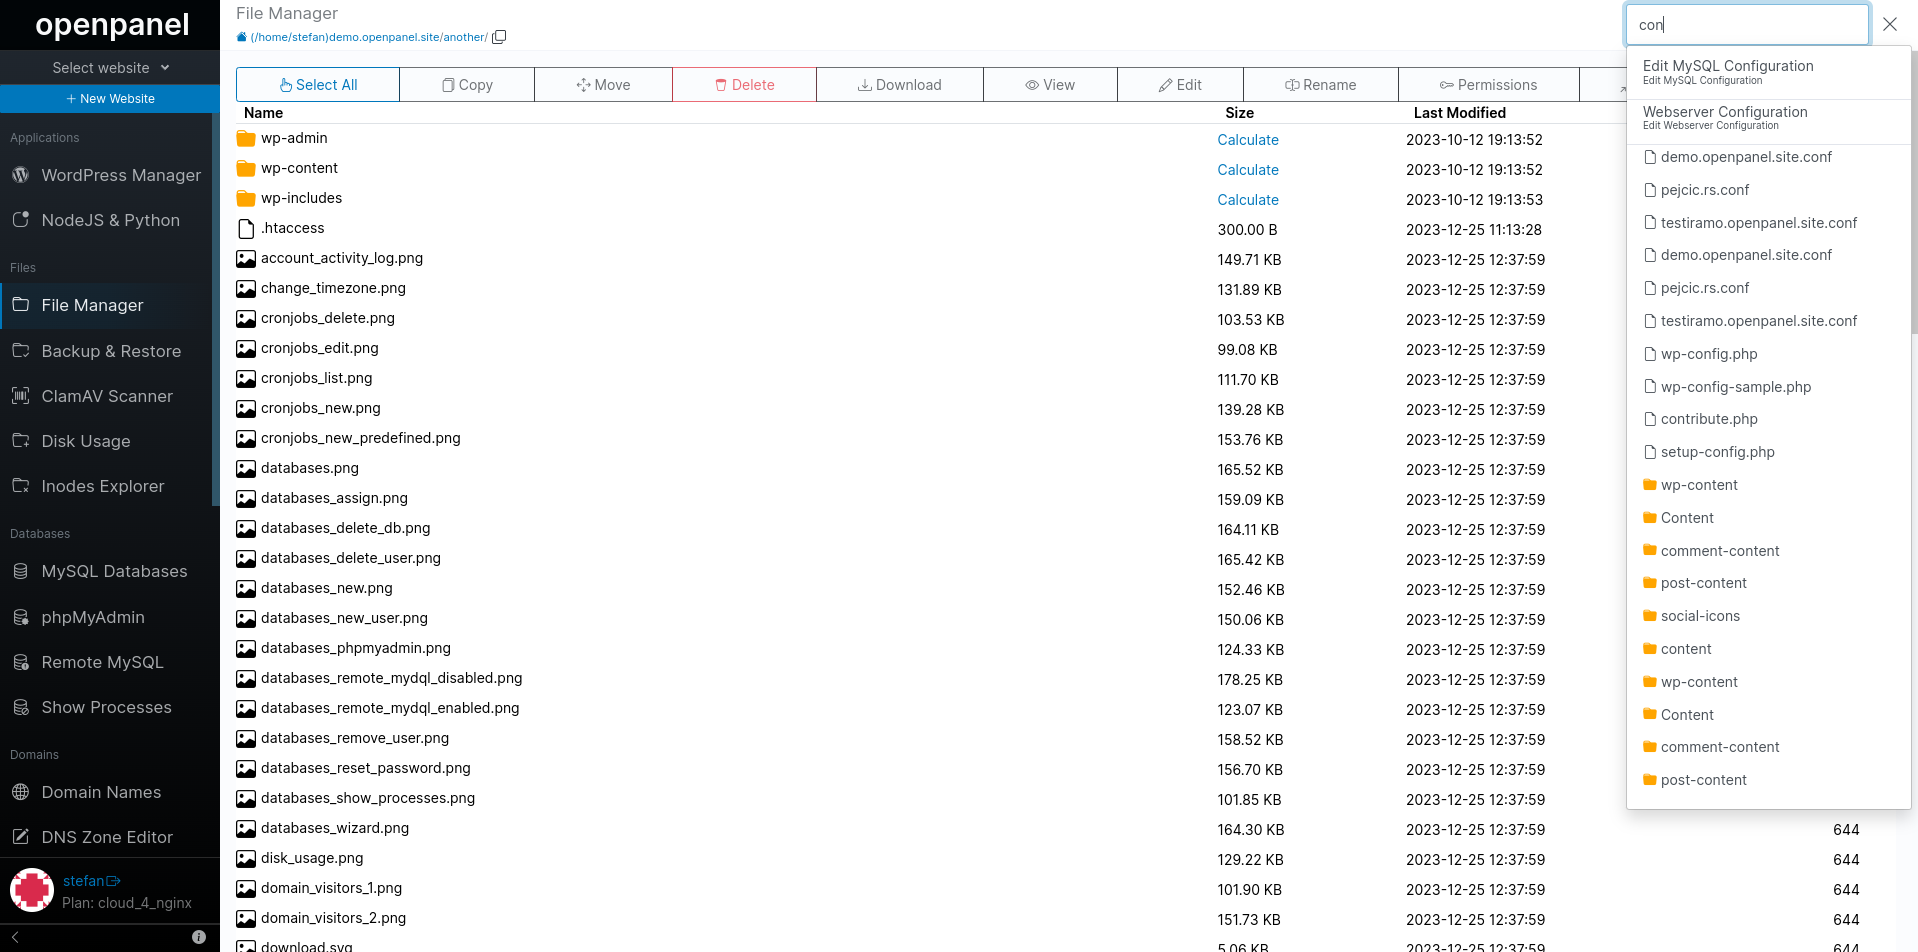 openpanel
Select website
+ New Website
Applications
WordPress Manager
NodeJS & Python
Files
File Manager
Backup & Restore
ClamAV Scanner
Disk Usage
Inodes Explorer
Databases
MySQL Databases
phpMyAdmin
Remote MySQL
Show Processes
Domains
Domain Names
DNS Zone Editor
stefan
Plan: cloud_4_nginx
File Manager
(/home/stefan)demo.openpanel.site/another/
Select All Copy Move Delete Download View Edit Rename Permissions
Name Size Last Modified
wp-admin Calculate 2023-10-12 19:13:52
wp-content Calculate 2023-10-12 19:13:52
wp-includes Calculate 2023-10-12 19:13:53
.htaccess 300.00 B 2023-12-25 11:13:28
account_activity_log.png 149.71 KB 2023-12-25 12:37:59
change_timezone.png 131.89 KB 2023-12-25 12:37:59
cronjobs_delete.png 103.53 KB 2023-12-25 12:37:59
cronjobs_edit.png 99.08 KB 2023-12-25 12:37:59
cronjobs_list.png 111.70 KB 2023-12-25 12:37:59
cronjobs_new.png 139.28 KB 2023-12-25 12:37:59
cronjobs_new_predefined.png 153.76 KB 2023-12-25 12:37:59
databases.png 165.52 KB 2023-12-25 12:37:59
databases_assign.png 159.09 KB 2023-12-25 12:37:59
databases_delete_db.png 164.11 KB 2023-12-25 12:37:59
databases_delete_user.png 165.42 KB 2023-12-25 12:37:59
databases_new.png 152.46 KB 2023-12-25 12:37:59
databases_new_user.png 150.06 KB 2023-12-25 12:37:59
databases_phpmyadmin.png 124.33 KB 2023-12-25 12:37:59
databases_remote_mydql_disabled.png 178.25 KB 2023-12-25 12:37:59
databases_remote_mydql_enabled.png 123.07 KB 2023-12-25 12:37:59
databases_remove_user.png 158.52 KB 2023-12-25 12:37:59
databases_reset_password.png 156.70 KB 2023-12-25 12:37:59
databases_show_processes.png 101.85 KB 2023-12-25 12:37:59
databases_wizard.png 164.30 KB 2023-12-25 12:37:59 644
disk_usage.png 129.22 KB 2023-12-25 12:37:59 644
domain_visitors_1.png 101.90 KB 2023-12-25 12:37:59 644
domain_visitors_2.png 151.73 KB 2023-12-25 12:37:59 644
download.svg 5.06 KB 2023-12-25 12:37:59 644
con
Edit MySQL Configuration
Edit MySQL Configuration
Webserver Configuration
Edit Webserver Configuration
demo.openpanel.site.conf
pejcic.rs.conf
testiramo.openpanel.site.conf
demo.openpanel.site.conf
pejcic.rs.conf
testiramo.openpanel.site.conf
wp-config.php
wp-config-sample.php
contribute.php
setup-config.php
wp-content
Content
comment-content
post-content
social-icons
content
wp-content
Content
comment-content
post-content